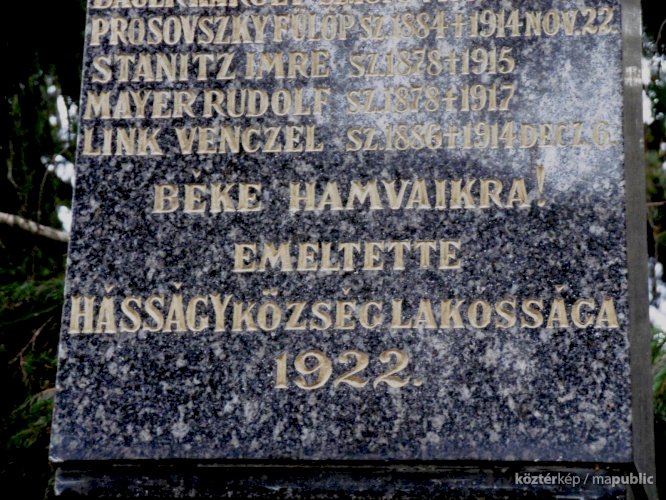 PROSOVSZKY FÜLÖP SZ.1884+1914 NOV.22.
STANITZ IMRE SZ.1878+1915.
MAYER RUDOLF SZ.1878+1917
LINK VENCZEL SZ.1886+1914 DECZ.6.
BÉKE HAMVAIKRA!
EMELTETTE
HÁSSÁGY KÖZSÉG LAKOSSÁGA
1922.
köztérkép / mapublic